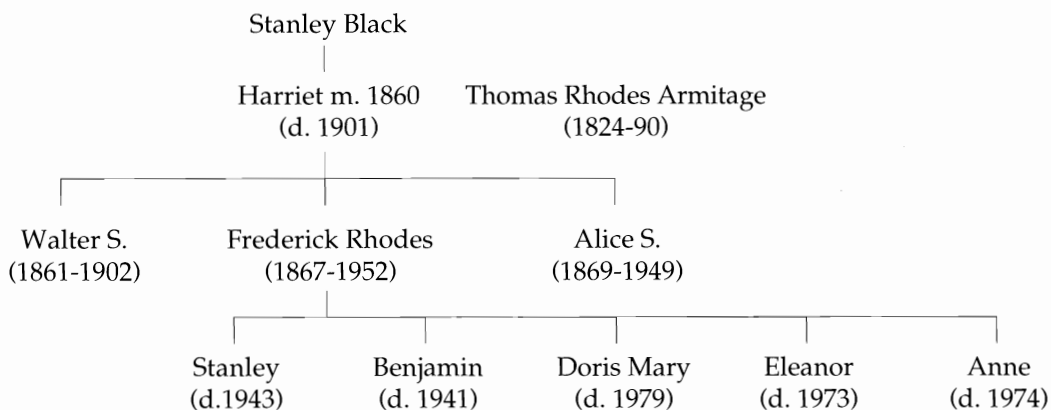 Stanley Black
Harriet m. 1860 Thomas Rhodes Armitage
(d. 1901) (1824-90)
Walter S. Frederick Rhodes Alice S.
(1861-1902) (1867-1952) (1869-1949)
Stanley Benjamin Doris Mary Eleanor Anne
(d.1943) (d. 1941) (d. 1979) (d. 1973) (d. 1974)